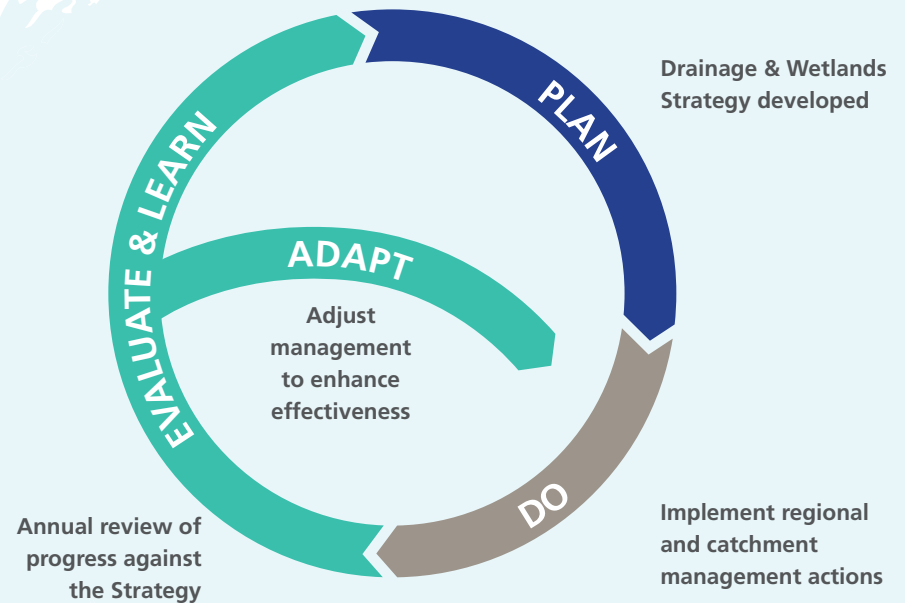 PLAN
Drainage & Wetlands
Strategy developed
DO
Implement regional
and catchment
management actions
EVALUATE & LEARN
Annual review of
progress against
the Strategy
ADAPT
Adjust
management
to enhance
effectiveness